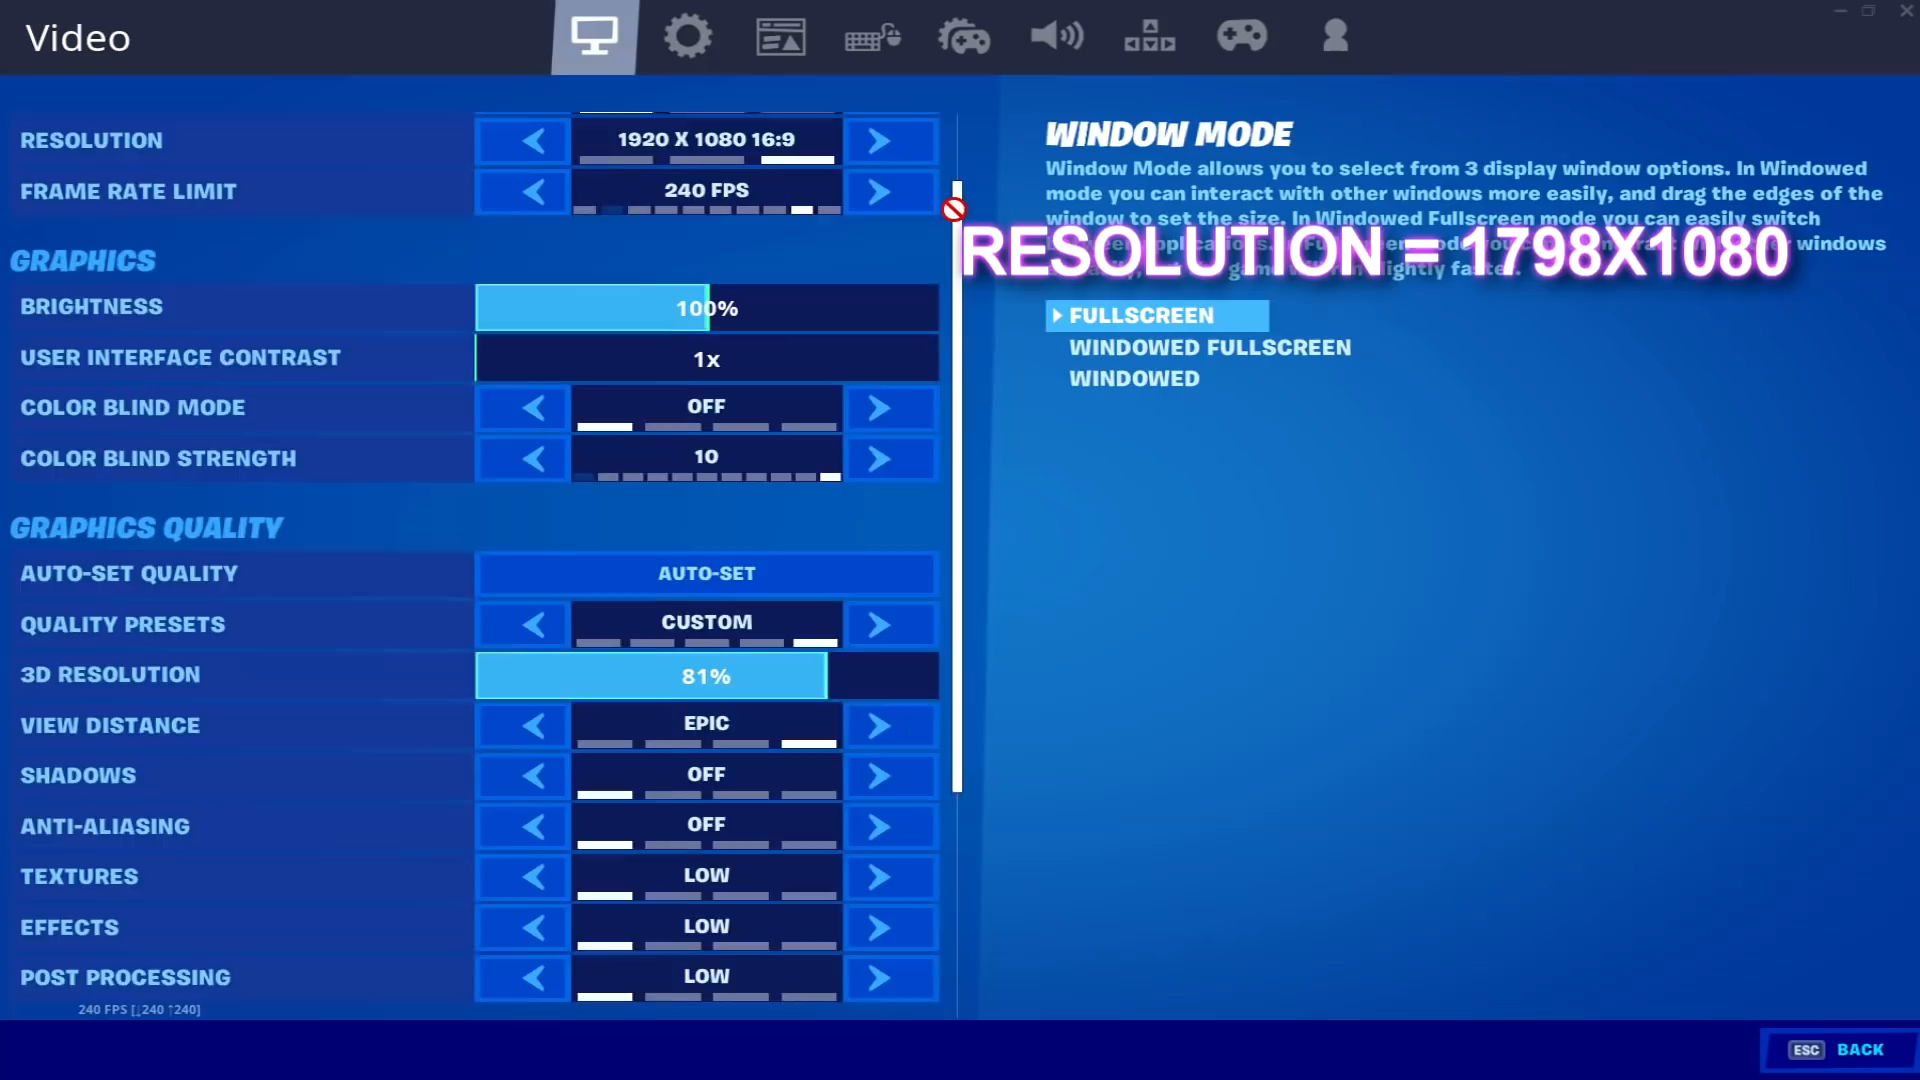 Video
RESOLUTION
1920 X 1080 16:9
FRAME RATE LIMIT
240 FPS
GRAPHICS
BRIGHTNESS
100%
USER INTERFACE CONTRAST
1x
COLOR BLIND MODE
OFF
COLOR BLIND STRENGTH
10
GRAPHICS QUALITY
AUTO-SET QUALITY
AUTO-SET
QUALITY PRESETS
CUSTOM
3D RESOLUTION
81%
VIEW DISTANCE
EPIC
SHADOWS
OFF
ANTI-ALIASING
OFF
TEXTURES
LOW
EFFECTS
LOW
POST PROCESSING
LOW
240 FPS [↓240 ↑240]
WINDOW MODE
Window Mode allows you to select from 3 display window options. In Windowed
mode you can interact with other windows more easily, and drag the edges of the
window to set the size. In Windowed Fullscreen mode you can easily switch
windows
RESOLUTION = 1798X1080
FULLSCREEN
WINDOWED FULLSCREEN
WINDOWED
ESC BACK